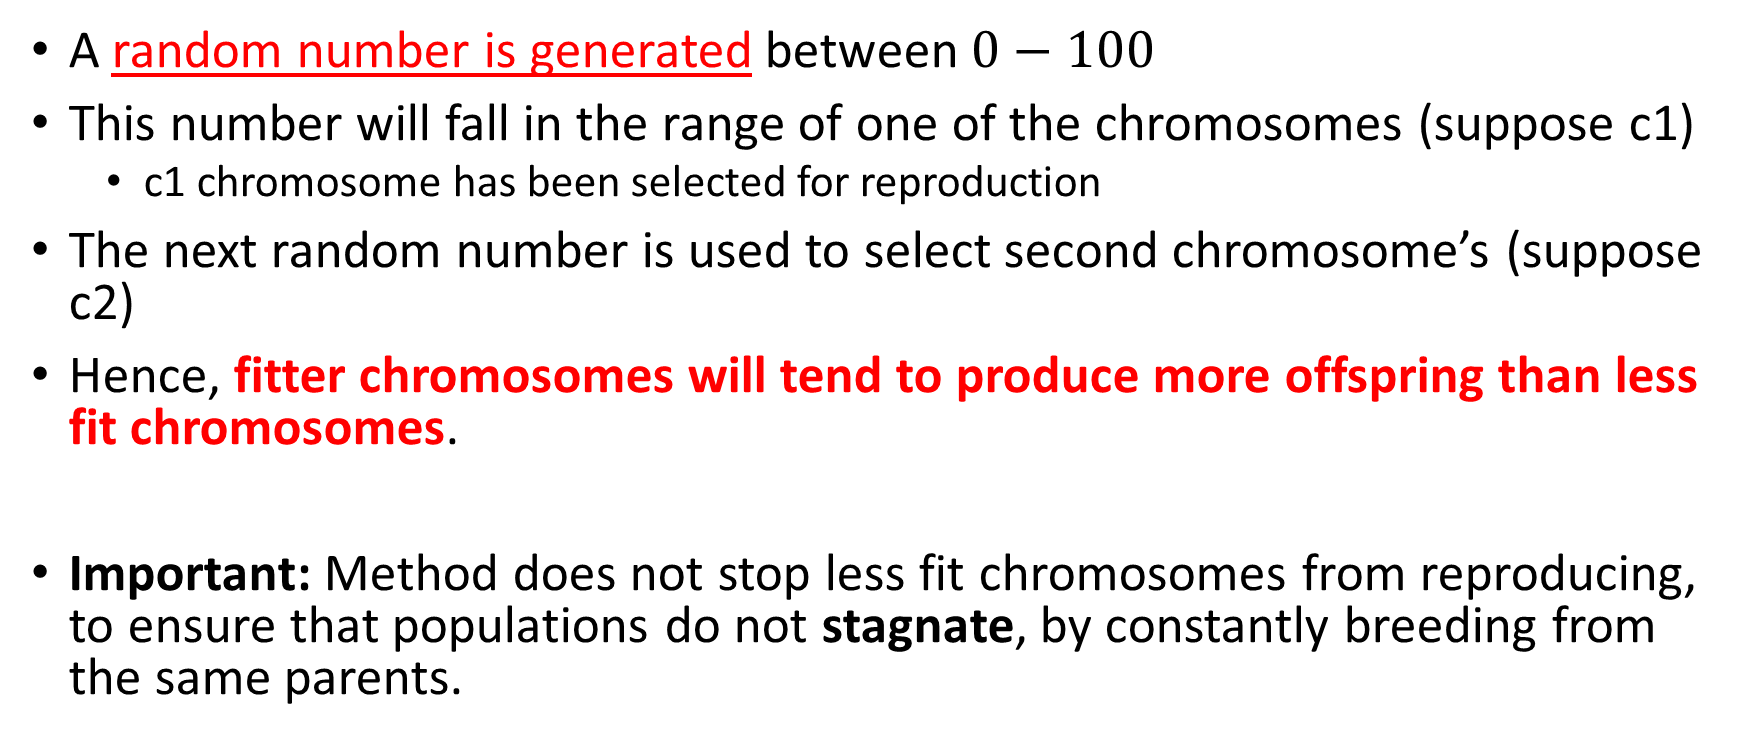 • A random number is generated between 0 − 100
• This number will fall in the range of one of the chromosomes (suppose c1)
• c1 chromosome has been selected for reproduction
• The next random number is used to select second chromosome’s (suppose
c2)
• Hence, fitter chromosomes will tend to produce more offspring than less
fit chromosomes.
• Important: Method does not stop less fit chromosomes from reproducing,
to ensure that populations do not stagnate, by constantly breeding from
the same parents.